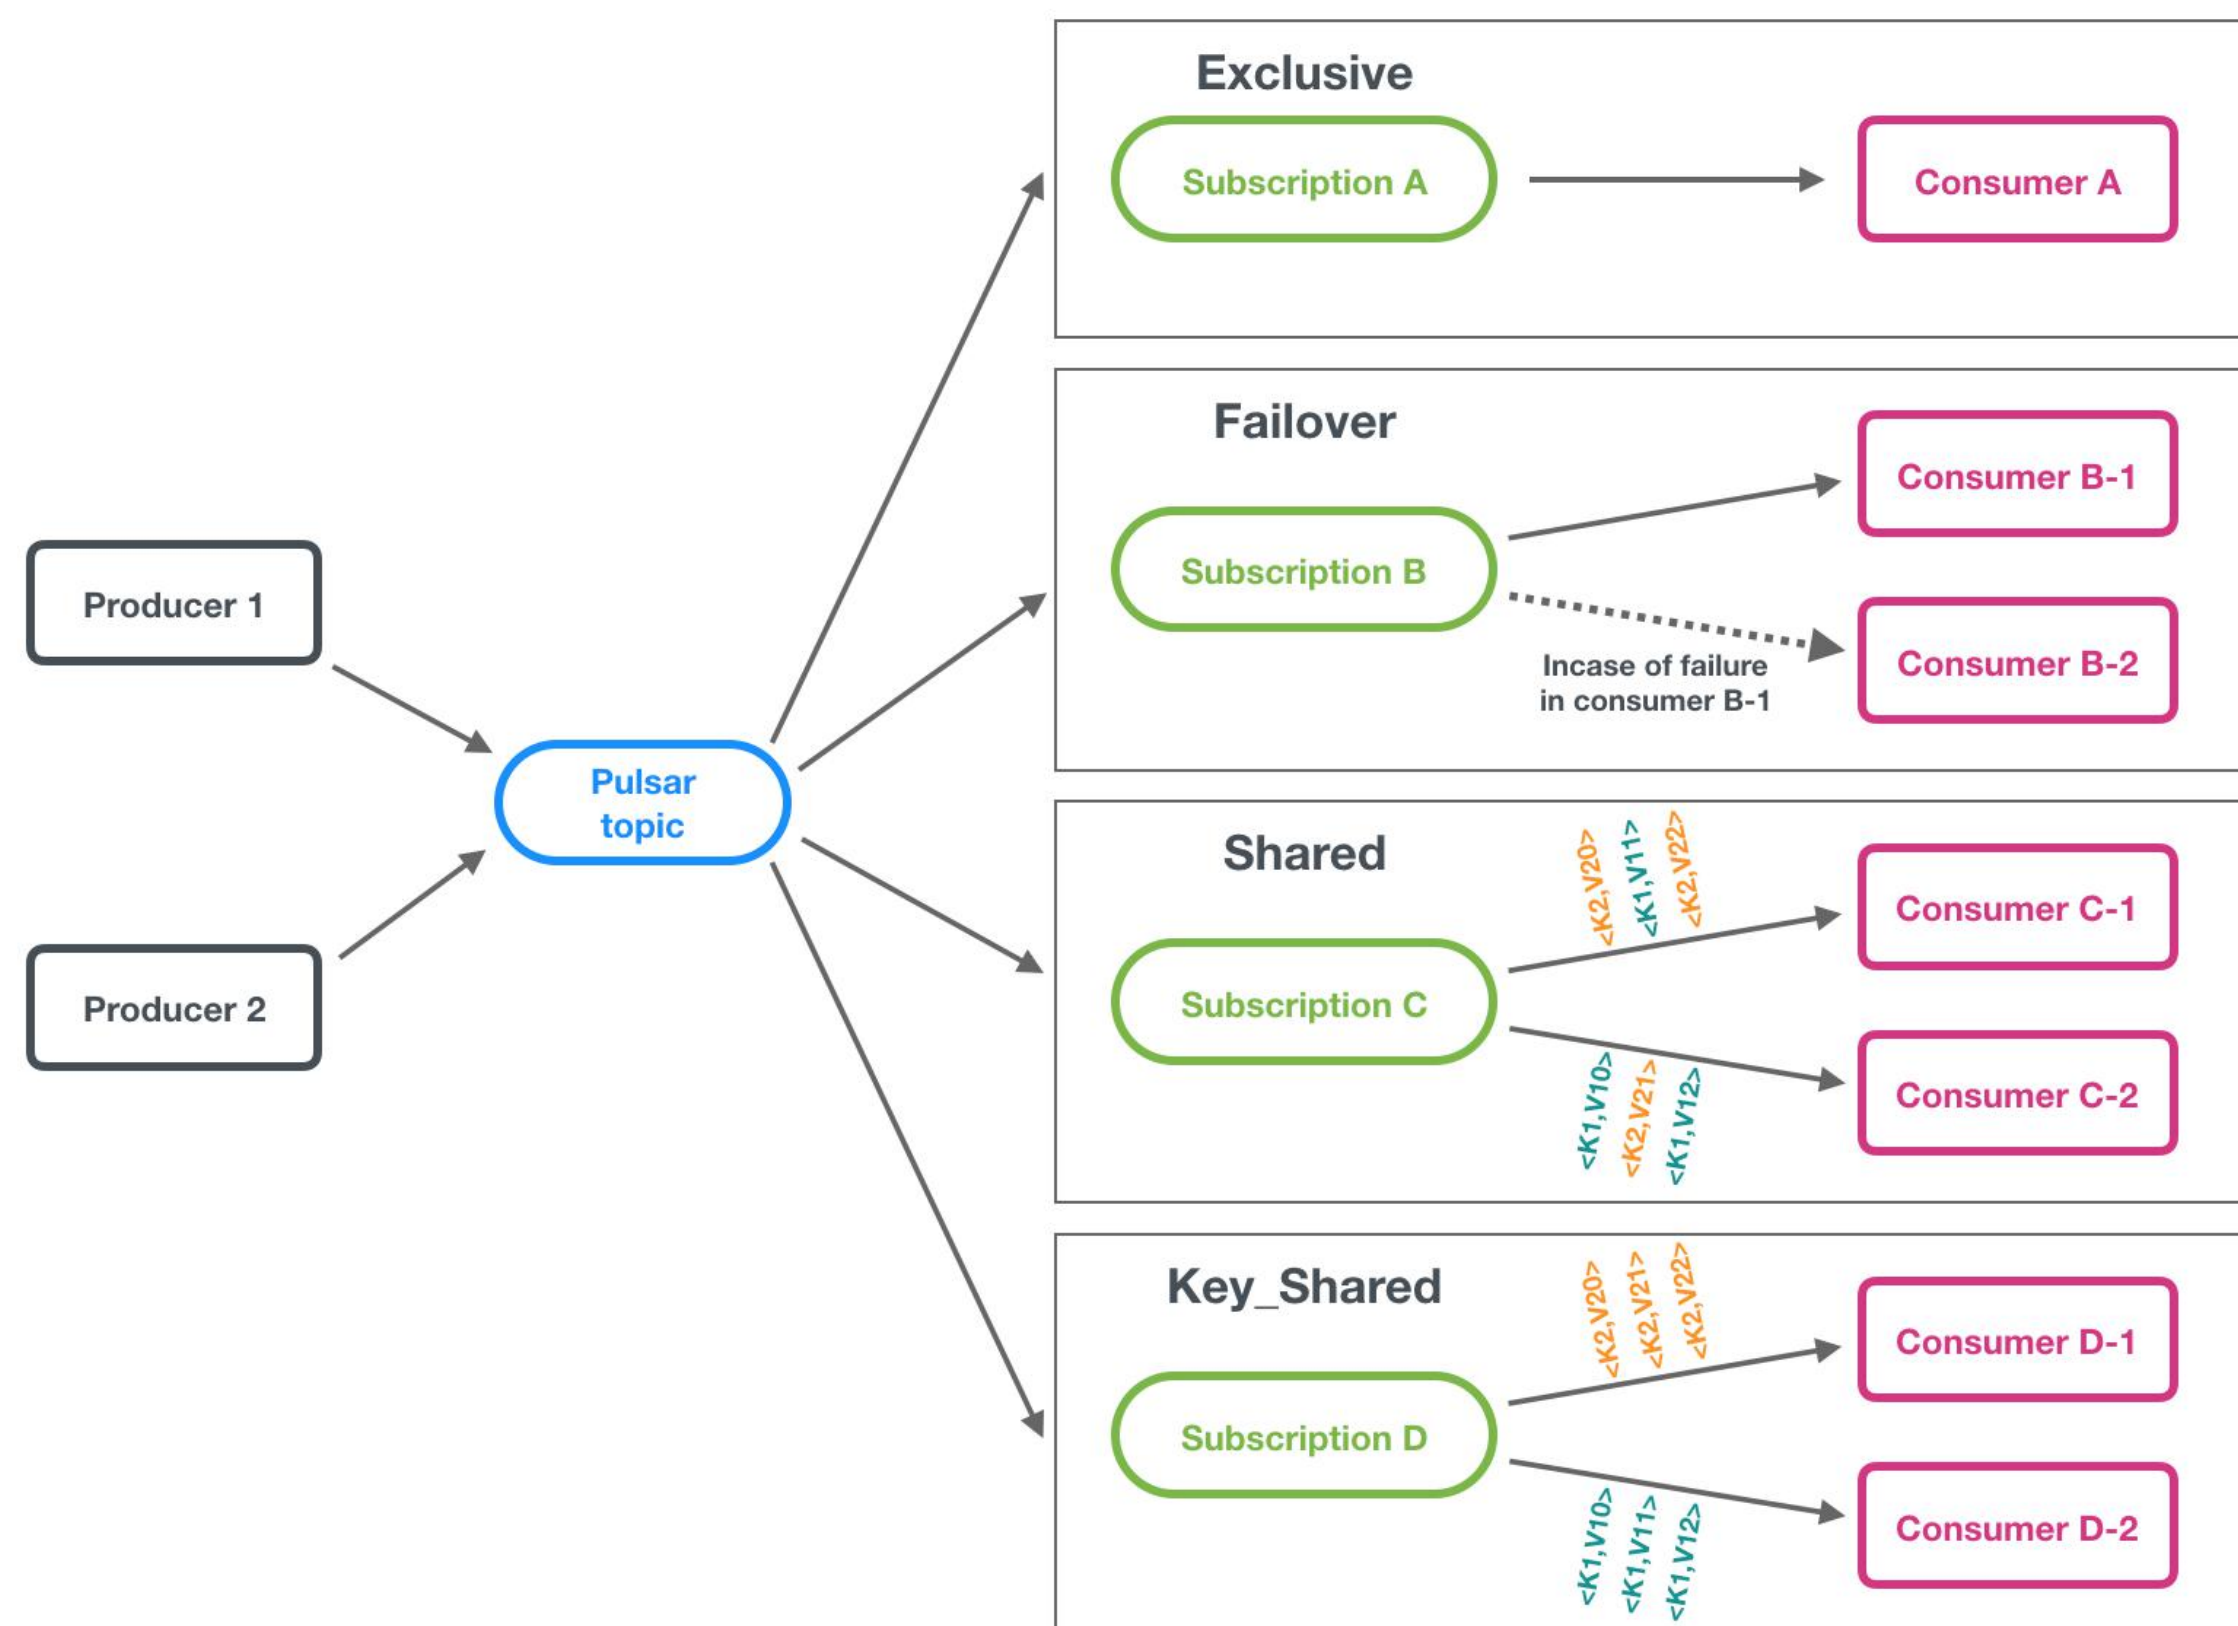 Exclusive
Subscription A
Consumer A
Failover
Subscription B
Consumer B-1
Incase of failure
in consumer B-1
Consumer B-2
Producer 1
Pulsar
topic
Producer 2
Shared
<K2,V20>
<K1,V11>
<K2,V22>
Subscription C
Consumer C-1
<K1,V10>
<K2,V21>
<K1,V12>
Consumer C-2
Key_Shared
<K2,V20>
<K2,V21>
<K2,V22>
Subscription D
Consumer D-1
<K1,V10>
<K1,V11>
<K1,V12>
Consumer D-2